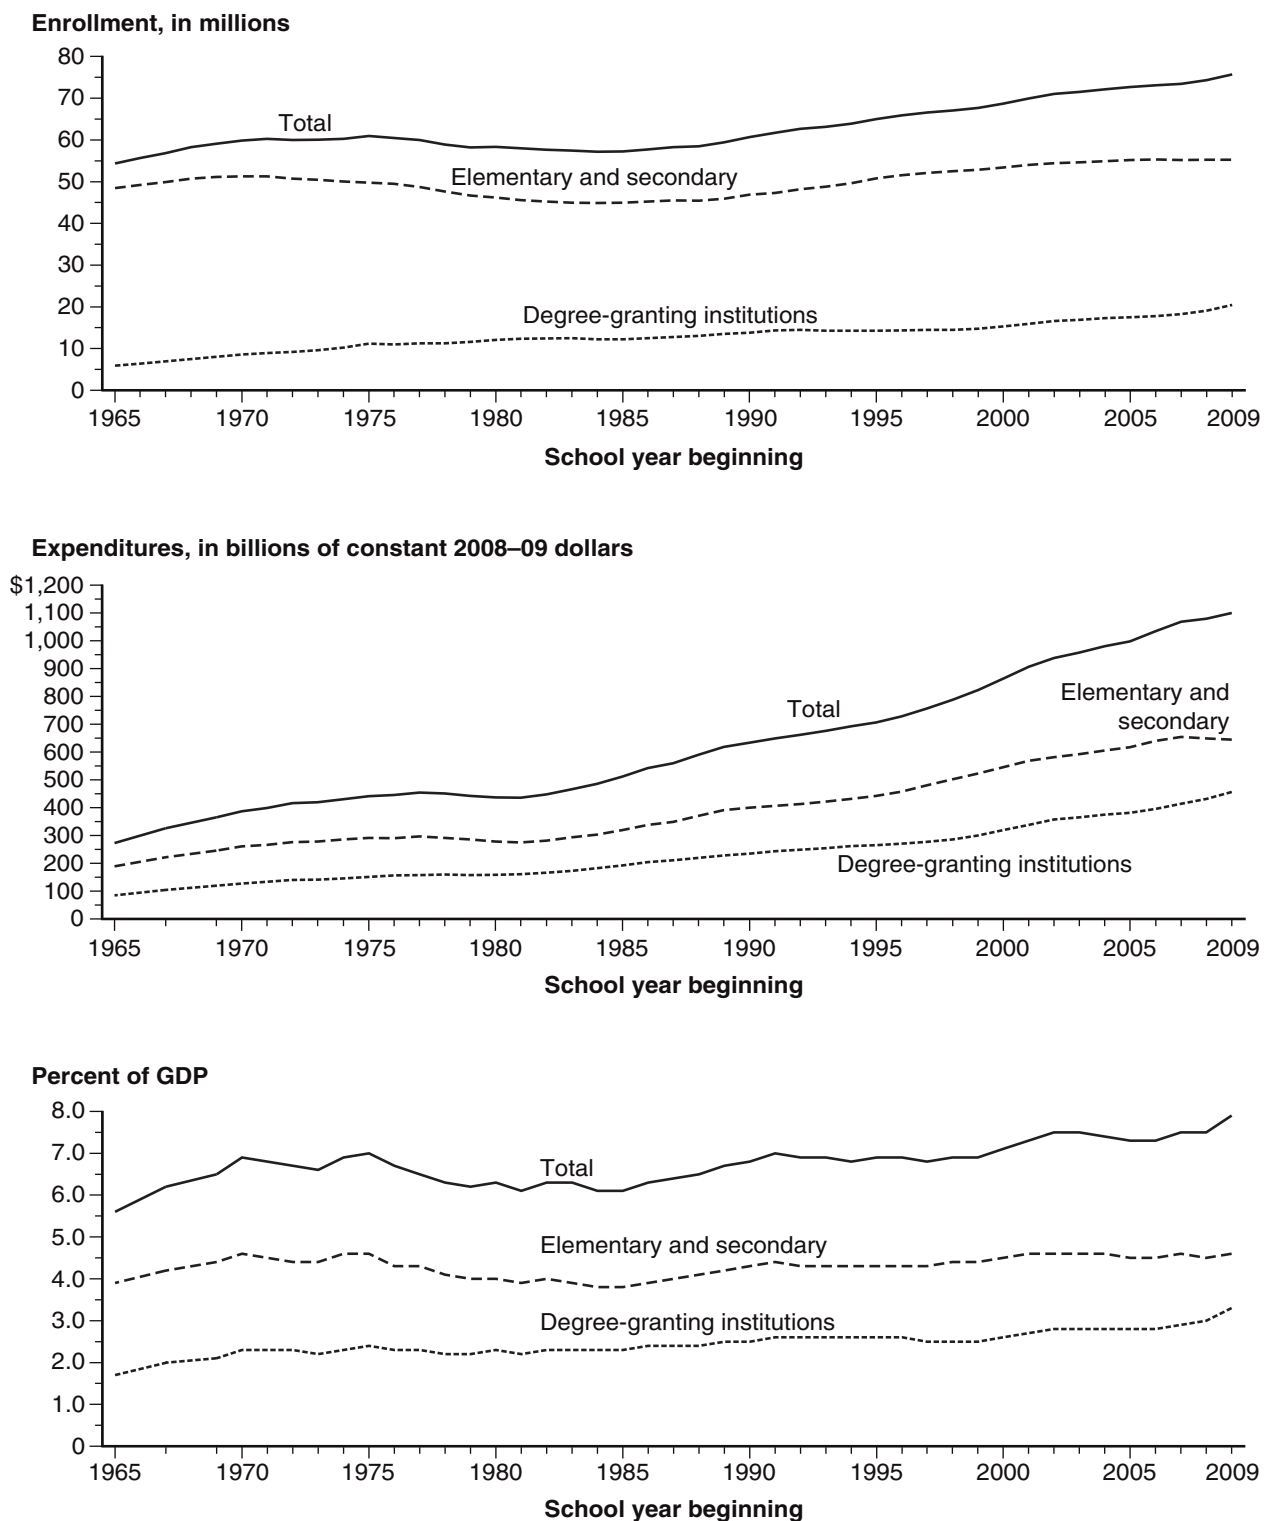 Enrollment, in millions
80
70
60
50
40
30
20
10
0
Total
Elementary and secondary
Degree-granting institutions
1965 1970 1975 1980 1985 1990 1995 2000 2005 2009
School year beginning
Expenditures, in billions of constant 2008–09 dollars
$1,200
1,100
1,000
900
800
700
600
500
400
300
200
100
0
Total
Elementary and
secondary
Degree-granting institutions
1965 1970 1975 1980 1985 1990 1995 2000 2005 2009
School year beginning
Percent of GDP
8.0
7.0
6.0
5.0
4.0
3.0
2.0
1.0
0
Total
Elementary and secondary
Degree-granting institutions
1965 1970 1975 1980 1985 1990 1995 2000 2005 2009
School year beginning